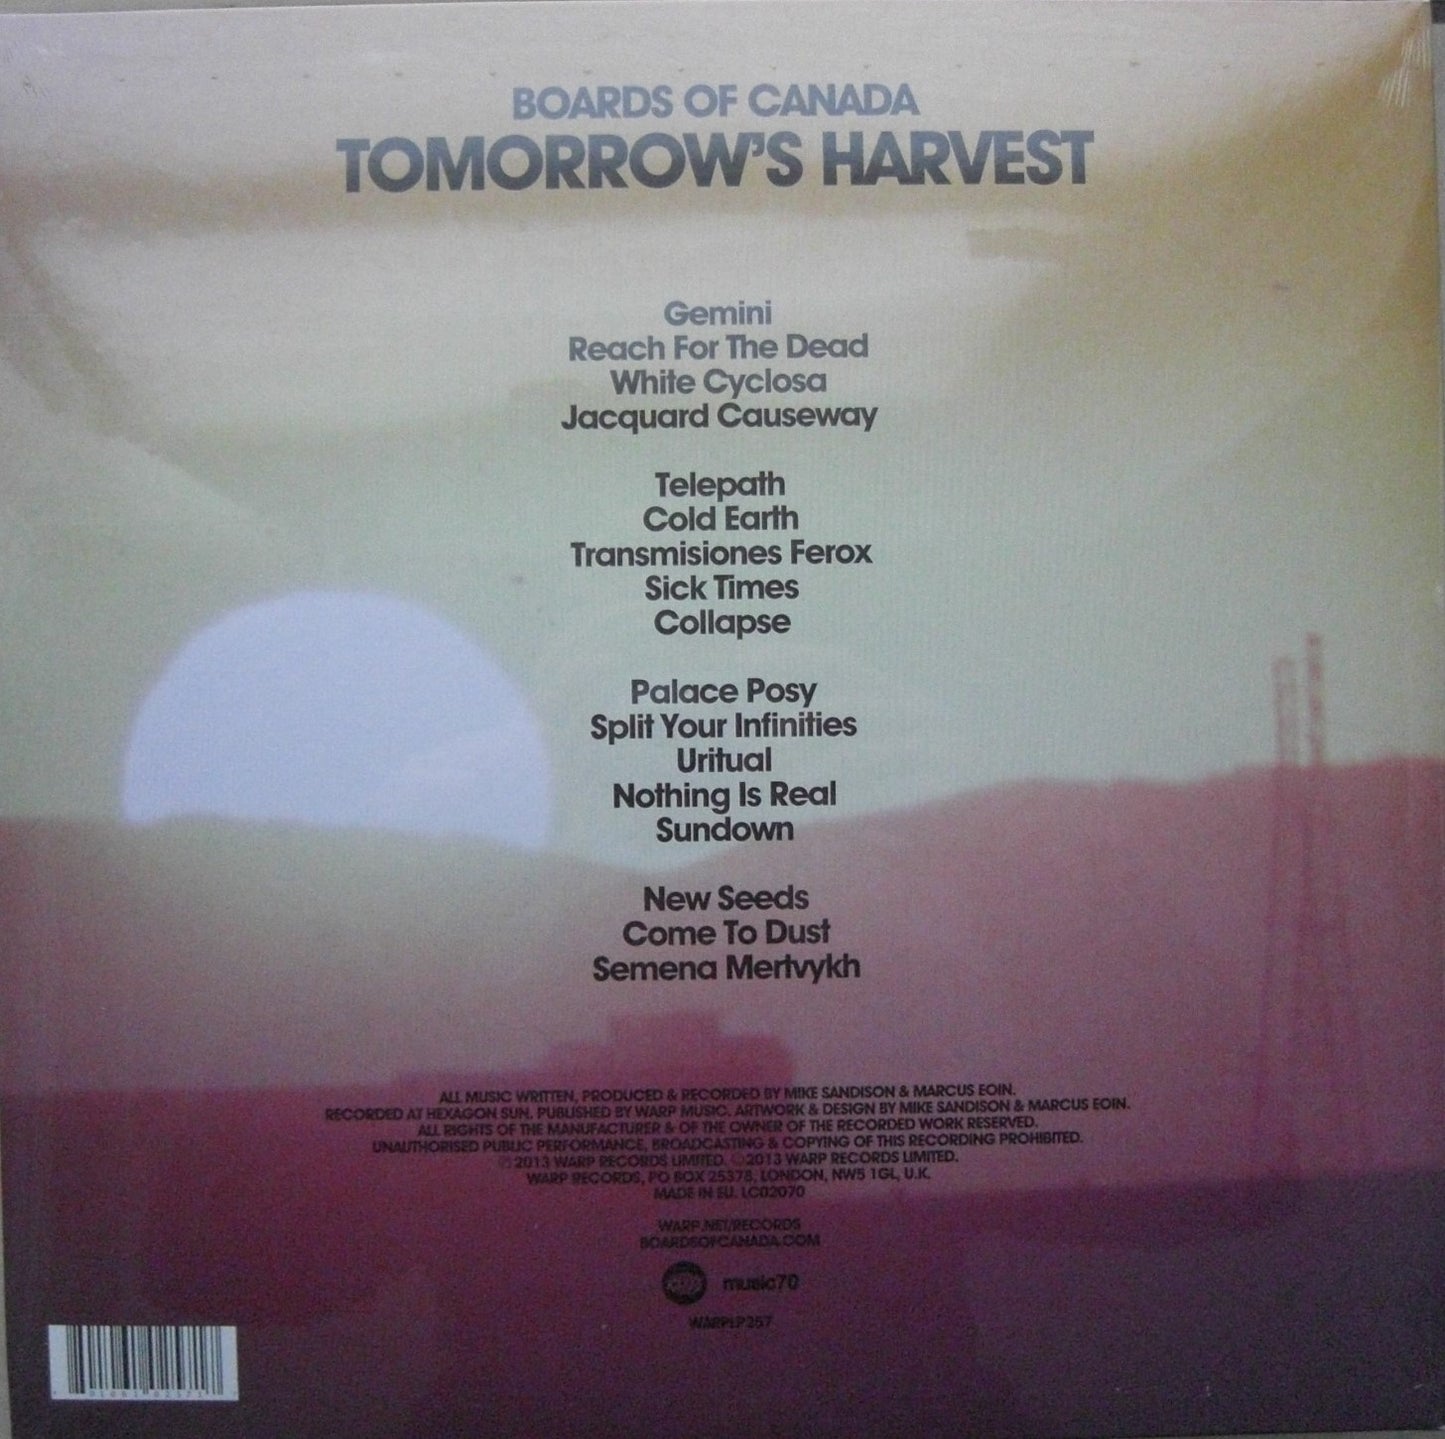 BOARDS OF CANADA
TOMORROW'S HARVEST
Gemini
Reach For The Dead
White Cyclosa
Jacquard Causeway
Telepath
Cold Earth
Transmisiones Ferox
Sick Times
Collapse
Palace Posy
Split Your Infinities
Uritual
Nothing Is Real
Sundown
New Seeds
Come To Dust
Semena Mertvykh
ALL MUSIC WRITTEN, PRODUCED & RECORDED BY MIKE SANDISON & MARCUS EOIN.
RECORDED AT HEXAGON SUN. PUBLISHED BY WARP MUSIC. ARTWORK & DESIGN BY MIKE SANDISON & MARCUS EOIN.
ALL RIGHTS OF THE MANUFACTURER & OF THE OWNER OF THE RECORDED WORK RESERVED.
UNAUTHORISED PUBLIC PERFORMANCE, BROADCASTING & COPYING OF THIS RECORDING PROHIBITED.
℗ 2013 WARP RECORDS LIMITED. © 2013 WARP RECORDS LIMITED.
WARP RECORDS, PO BOX 25378, LONDON, NW5 1GL, U.K.
MADE IN EU. LC02070
WARP.NET/RECORDS
BOARDSOFCANADA.COM
music70
WARPLP257